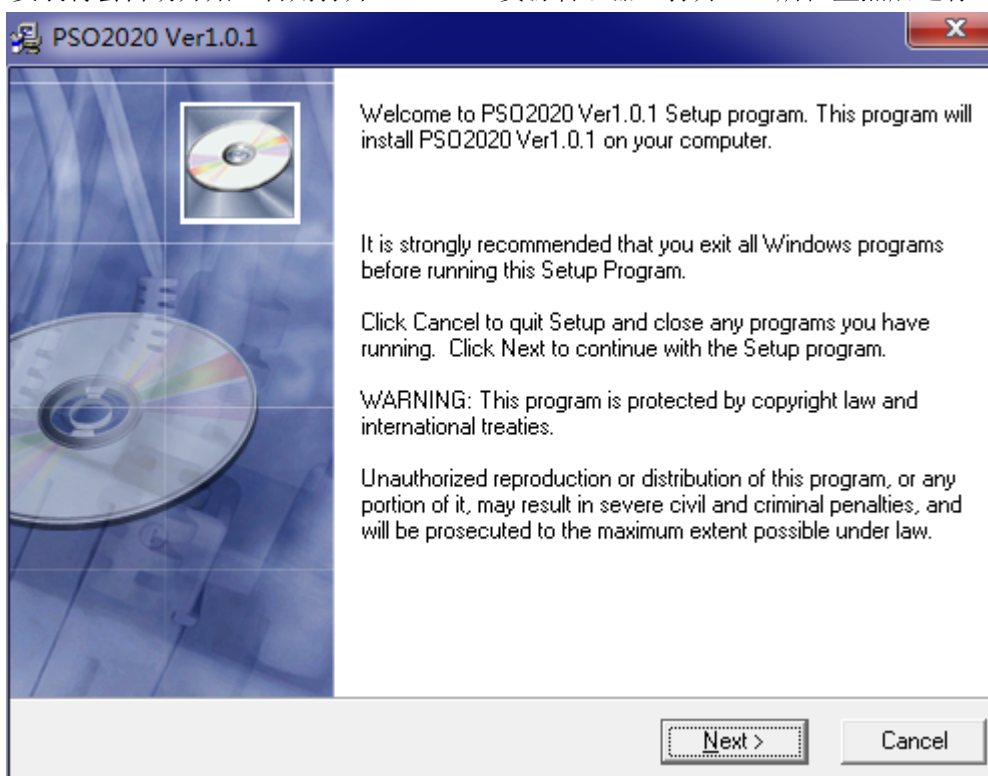 PSO2020 Ver1.0.1
Welcome to PSO2020 Ver1.0.1 Setup program. This program will
install PSO2020 Ver1.0.1 on your computer.
It is strongly recommended that you exit all Windows programs
before running this Setup Program.
Click Cancel to quit Setup and close any programs you have
running. Click Next to continue with the Setup program.
WARNING: This program is protected by copyright law and
international treaties.
Unauthorized reproduction or distribution of this program, or any
portion of it, may result in severe civil and criminal penalties, and
will be prosecuted to the maximum extent possible under law.
Next >
Cancel